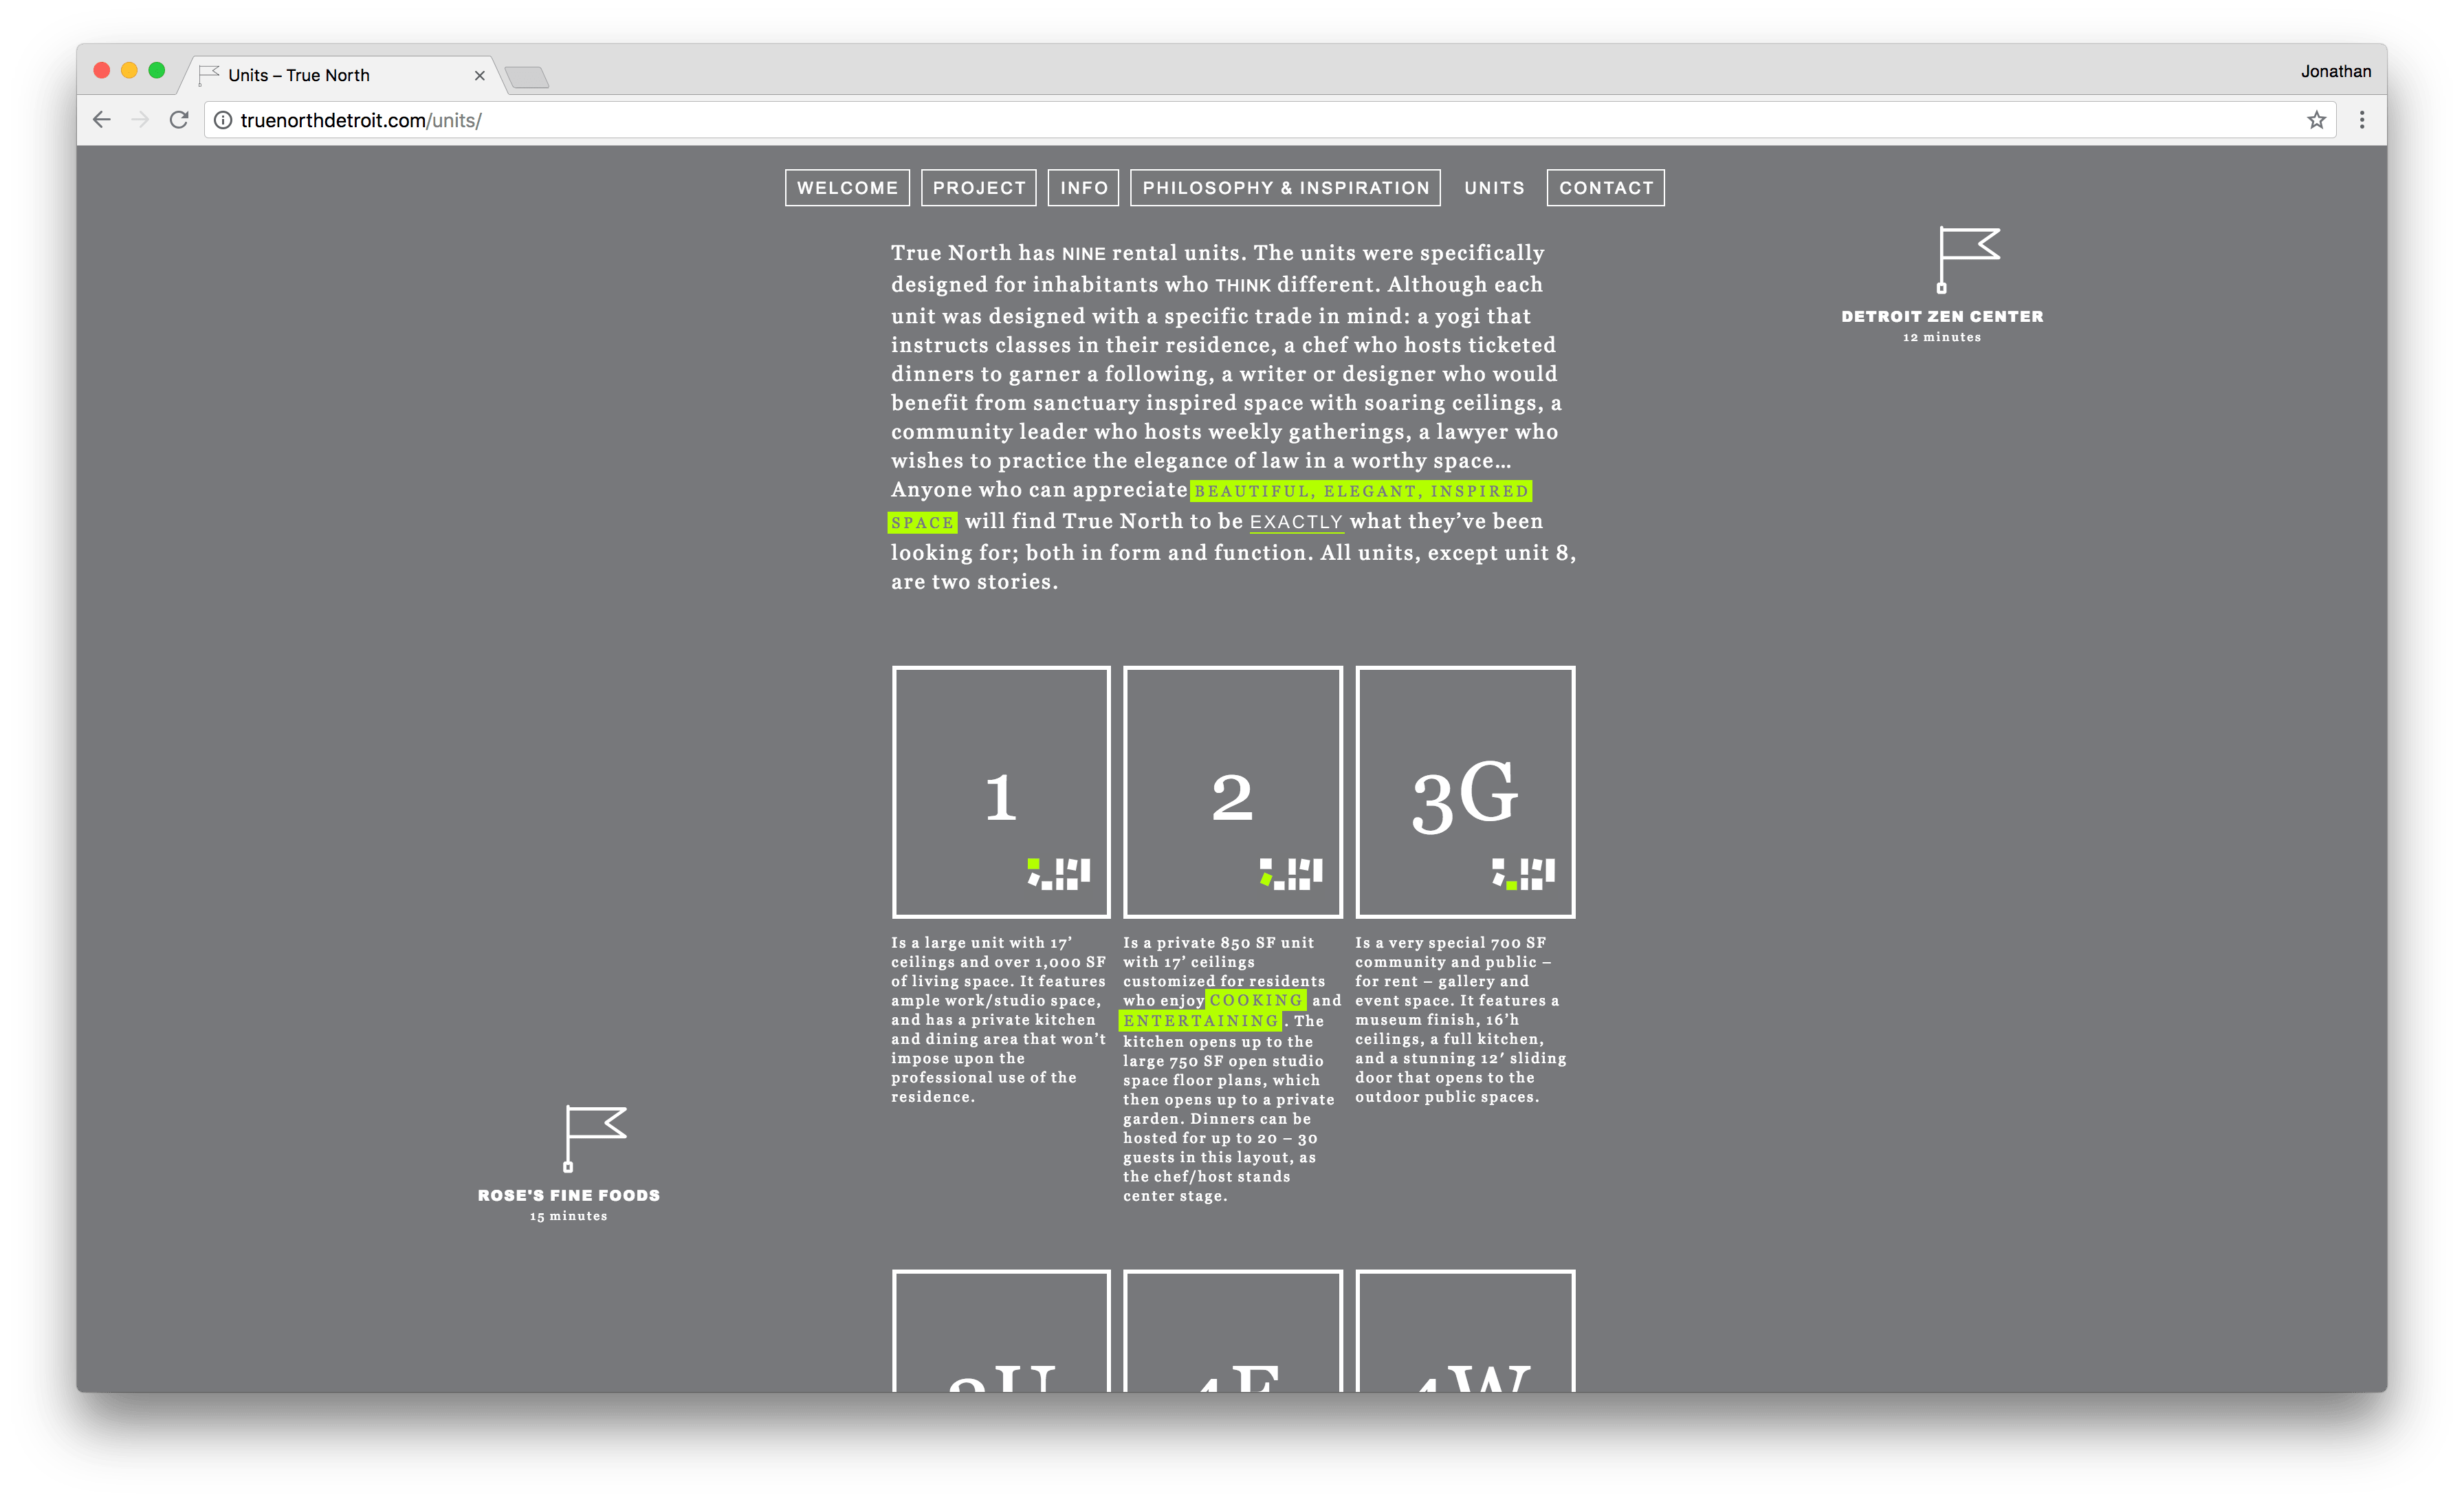 Units – True North
Jonathan
truenorthdetroit.com/units/
WELCOME
PROJECT
INFO
PHILOSOPHY & INSPIRATION
UNITS
CONTACT
True North has NINE rental units. The units were specifically
designed for inhabitants who THINK different. Although each
unit was designed with a specific trade in mind: a yogi that
instructs classes in their residence, a chef who hosts ticketed
dinners to garner a following, a writer or designer who would
benefit from sanctuary inspired space with soaring ceilings, a
community leader who hosts weekly gatherings, a lawyer who
wishes to practice the elegance of law in a worthy space…
Anyone who can appreciate BEAUTIFUL, ELEGANT, INSPIRED
SPACE will find True North to be EXACTLY what they’ve been
looking for; both in form and function. All units, except unit 8,
are two stories.
DETROIT ZEN CENTER
12 minutes
1
Is a large unit with 17’
ceilings and over 1,000 SF
of living space. It features
ample work/studio space,
and has a private kitchen
and dining area that won’t
impose upon the
professional use of the
residence.
2
Is a private 850 SF unit
with 17’ ceilings
customized for residents
who enjoy COOKING and
ENTERTAINING. The
kitchen opens up to the
large 750 SF open studio
space floor plans, which
then opens up to a private
garden. Dinners can be
hosted for up to 20 – 30
guests in this layout, as
the chef/host stands
center stage.
3G
Is a very special 700 SF
community and public –
for rent – gallery and
event space. It features a
museum finish, 16’h
ceilings, a full kitchen,
and a stunning 12′ sliding
door that opens to the
outdoor public spaces.
ROSE'S FINE FOODS
15 minutes
4W